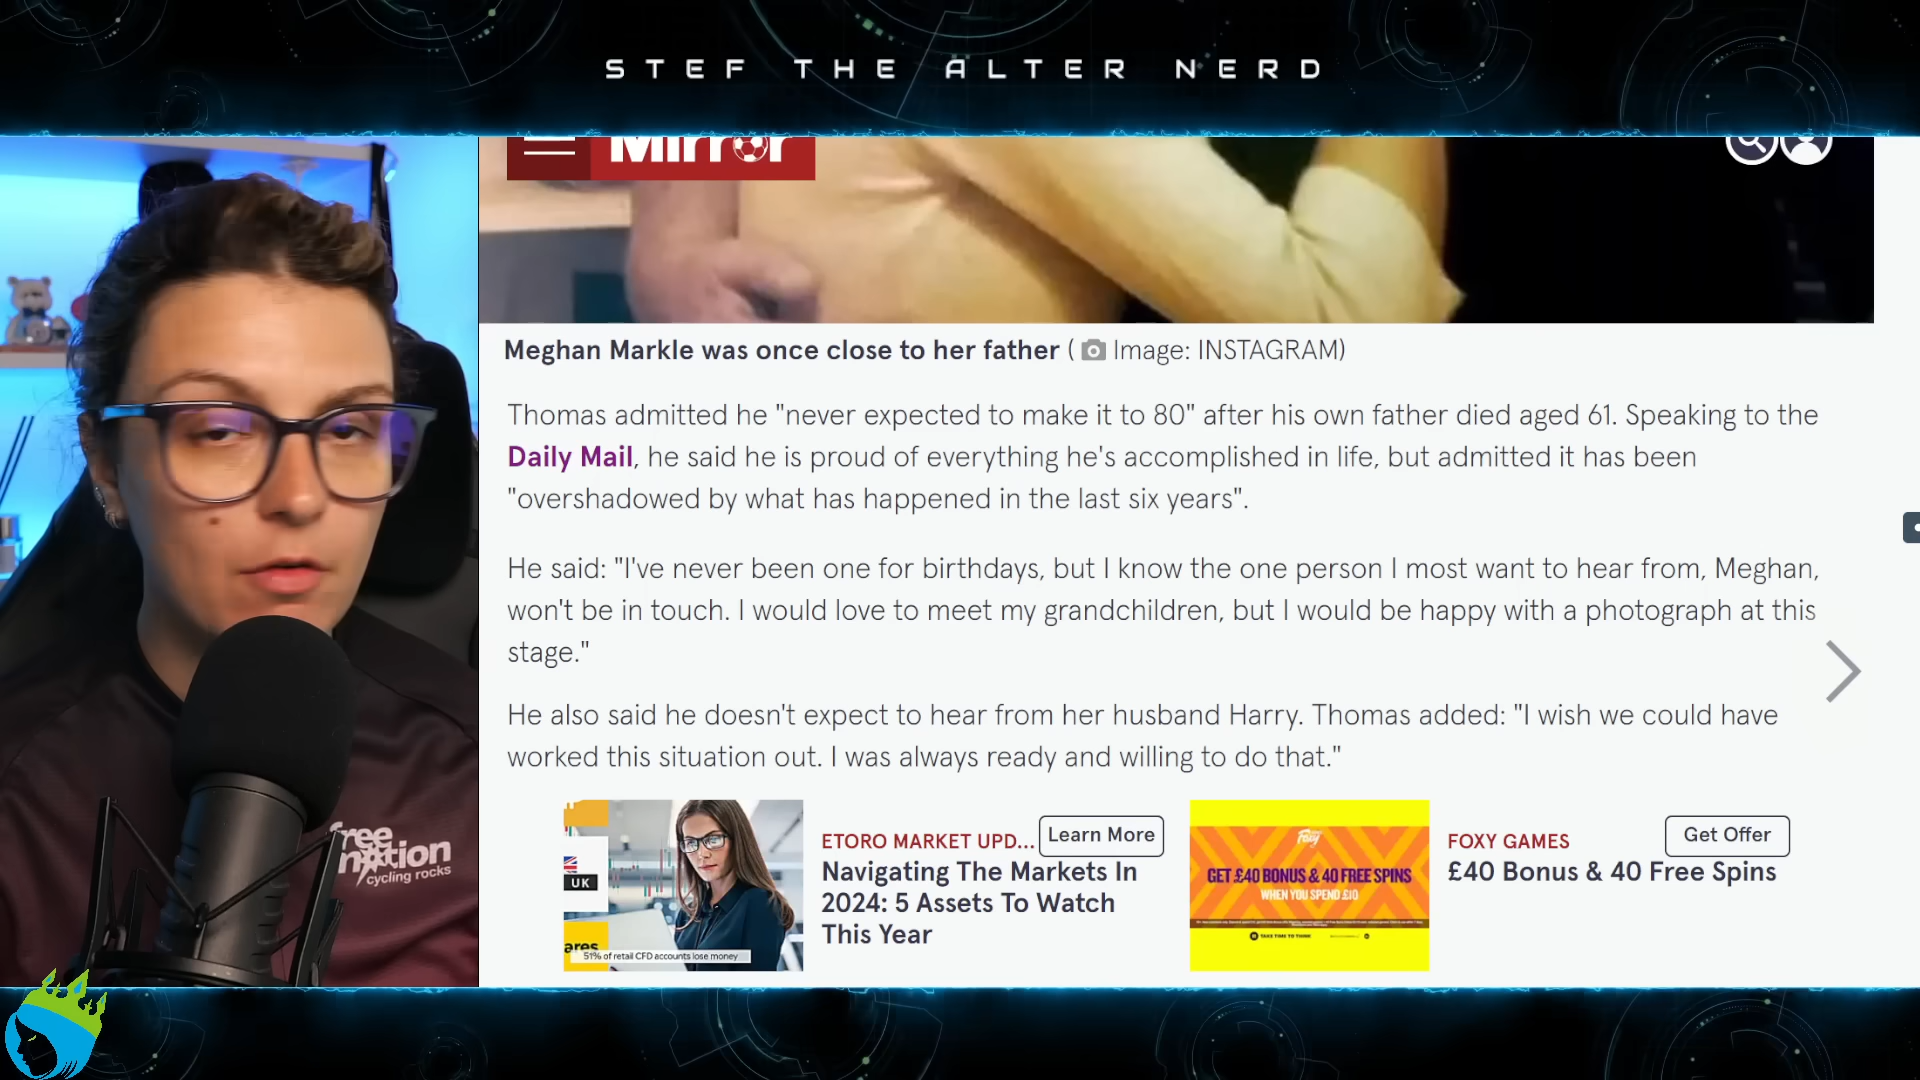 STEF THE ALTER NERD
Mirror
Meghan Markle was once close to her father ( Image: INSTAGRAM)
Thomas admitted he "never expected to make it to 80" after his own father died aged 61. Speaking to the
Daily Mail, he said he is proud of everything he's accomplished in life, but admitted it has been
"overshadowed by what has happened in the last six years".
He said: "I've never been one for birthdays, but I know the one person I most want to hear from, Meghan,
won't be in touch. I would love to meet my grandchildren, but I would be happy with a photograph at this
stage."
He also said he doesn't expect to hear from her husband Harry. Thomas added: "I wish we could have
worked this situation out. I was always ready and willing to do that."
free
motion
cycling rocks
UK
ares
51% of retail CFD accounts lose money
ETORO MARKET UPD...
Learn More
Navigating The Markets In
2024: 5 Assets To Watch
This Year
Foxy
GET £40 BONUS & 40 FREE SPINS
WHEN YOU SPEND £10
TAKE TIME TO THINK
FOXY GAMES
Get Offer
£40 Bonus & 40 Free Spins